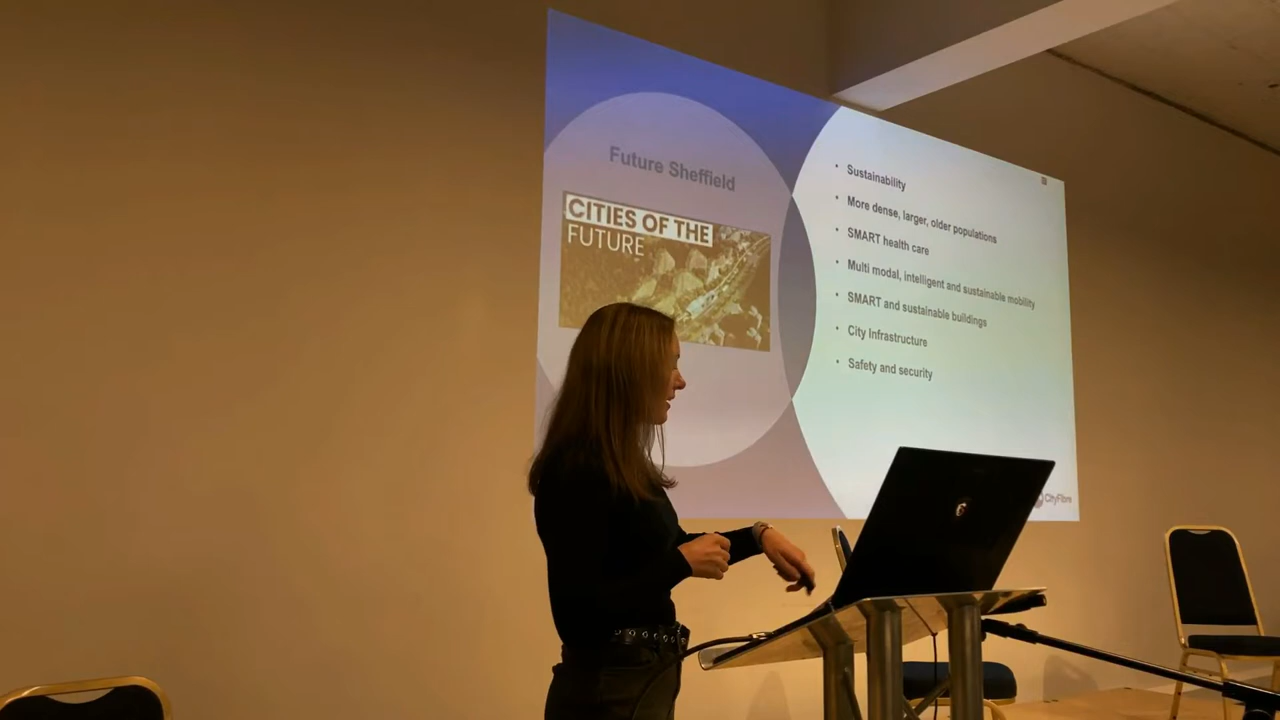 Future Sheffield
CITIES OF THE
FUTURE
• Sustainability
• More dense, larger, older populations
• SMART health care
• Multi modal, intelligent and sustainable mobility
• SMART and sustainable buildings
• City Infrastructure
• Safety and security
CityFibre